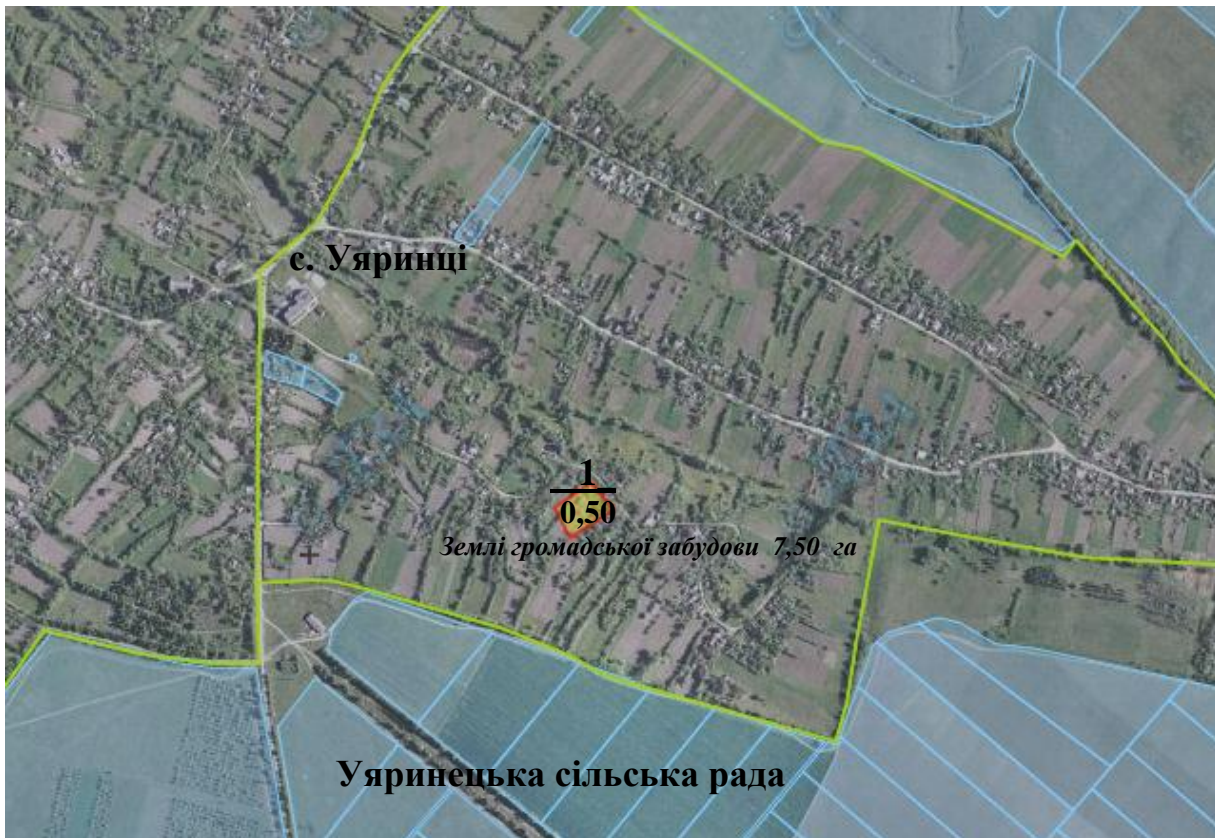 с. Уяринці
1
0,50
Землі громадської забудови 7,50 га
Уяринецька сільська рада